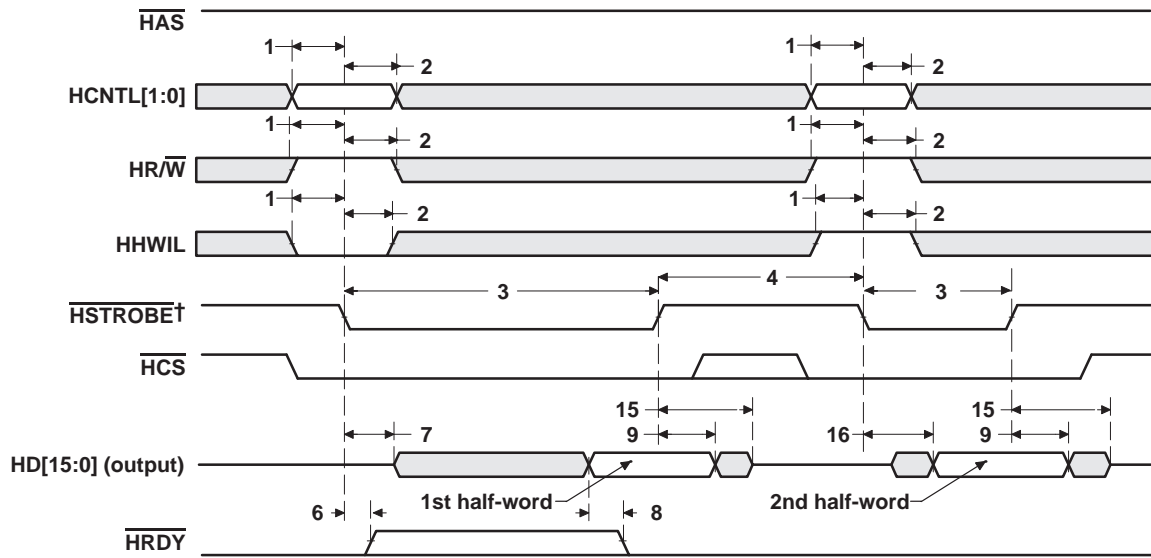 HAS
1 1
2 2
HCNTL[1:0]
1 1
2 2
HR/W
1 1
2 2
HHWIL
4
3 3
HSTROBE†
HCS
15 15
7 9 16 9
HD[15:0] (output)
1st half-word 2nd half-word
6 8
HRDY